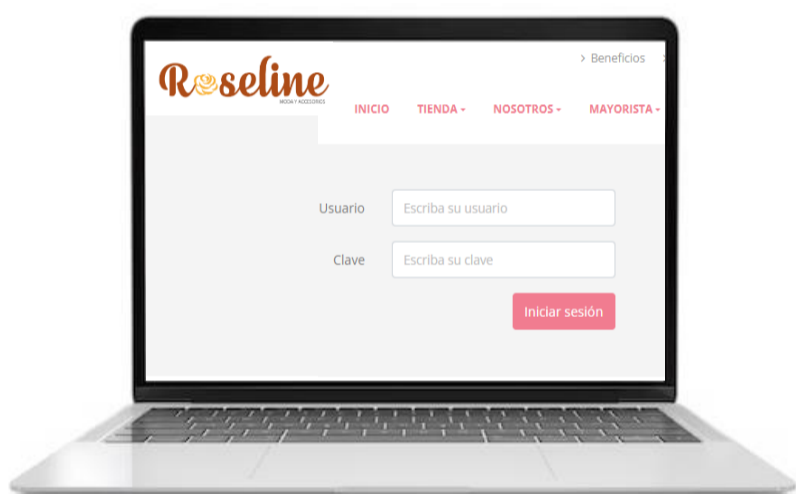 > Beneficios >
Roseline
MODA Y ACCESORIOS
INICIO TIENDA NOSOTROS MAYORISTA
Usuario Escriba su usuario
Clave Escriba su clave
Iniciar sesión